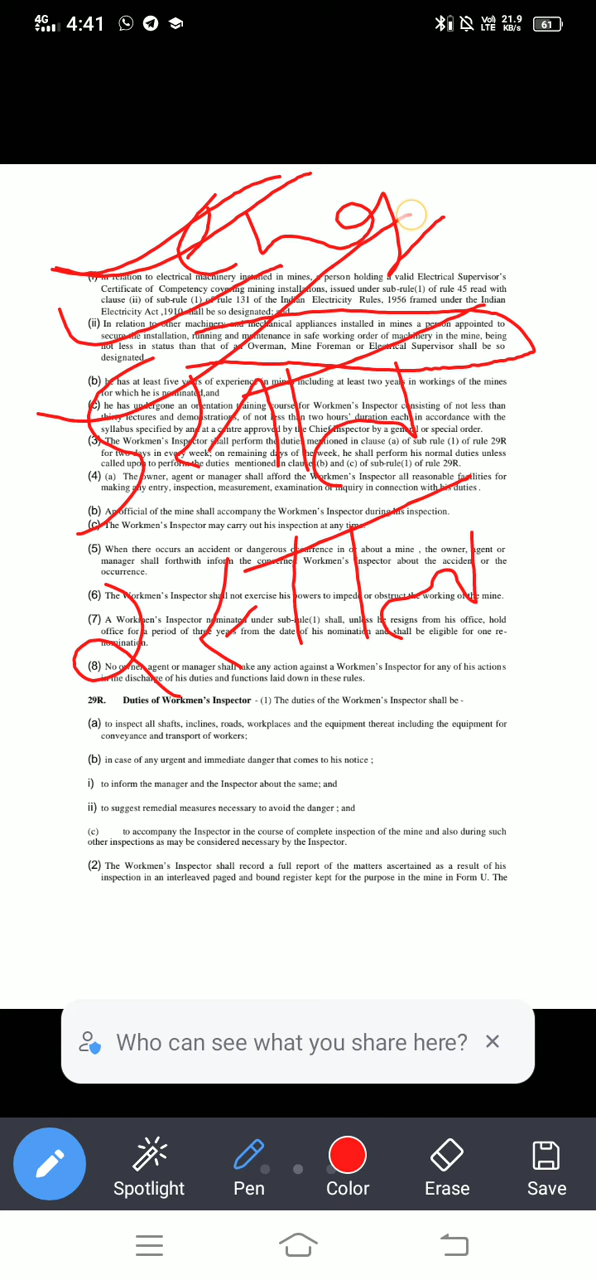 4G 4:41 Vo) LTE 21.9 KB/s 61
(i) in relation to electrical machinery installed in mines, a person holding a valid Electrical Supervisor's
Certificate of Competency covering mining installations, issued under sub-rule(1) of rule 45 read with
clause (ii) of sub-rule (1) of rule 131 of the Indian Electricity Rules, 1956 framed under the Indian
Electricity Act ,1910 shall be so designated; and
(ii) In relation to other machinery and mechanical appliances installed in mines a person appointed to
secure the installation, running and maintenance in safe working order of machinery in the mine, being
not less in status than that of an Overman, Mine Foreman or Electrical Supervisor shall be so
designated
(b) he has at least five years of experience in mines including at least two years in workings of the mines
for which he is nominated,and
(c) he has undergone an orientation training course for Workmen's Inspector consisting of not less than
thirty lectures and demonstrations, of not less than two hours' duration each, in accordance with the
syllabus specified by and at a centre approved by the Chief Inspector by a general or special order.
(3) The Workmen's Inspector shall perform the duties mentioned in clause (a) of sub rule (1) of rule 29R
for two days in every week, on remaining days of the week, he shall perform his normal duties unless
called upon to perform the duties mentioned in clause (b) and (c) of sub-rule(1) of rule 29R.
(4) (a) The owner, agent or manager shall afford the Workmen's Inspector all reasonable facilities for
making any entry, inspection, measurement, examination or inquiry in connection with his duties .
(b) An official of the mine shall accompany the Workmen's Inspector during his inspection.
(c) The Workmen's Inspector may carry out his inspection at any time.
(5) When there occurs an accident or dangerous occurrence in or about a mine , the owner, agent or
manager shall forthwith inform the concerned Workmen's Inspector about the accident or the
occurrence.
(6) The Workmen's Inspector shall not exercise his powers to impede or obstruct the working of the mine.
(7) A Workmen's Inspector nominated under sub-rule(1) shall, unless he resigns from his office, hold
office for a period of three years from the date of his nomination and shall be eligible for one re-
nomination.
(8) No owner, agent or manager shall take any action against a Workmen's Inspector for any of his actions
in the discharge of his duties and functions laid down in these rules.
29R. Duties of Workmen's Inspector - (1) The duties of the Workmen's Inspector shall be -
(a) to inspect all shafts, inclines, roads, workplaces and the equipment thereat including the equipment for
conveyance and transport of workers;
(b) in case of any urgent and immediate danger that comes to his notice ;
i) to inform the manager and the Inspector about the same; and
ii) to suggest remedial measures necessary to avoid the danger ; and
(c) to accompany the Inspector in the course of complete inspection of the mine and also during such
other inspections as may be considered necessary by the Inspector.
(2) The Workmen's Inspector shall record a full report of the matters ascertained as a result of his
inspection in an interleaved paged and bound register kept for the purpose in the mine in Form U. The
Who can see what you share here? ×
Spotlight Pen Color Erase Save